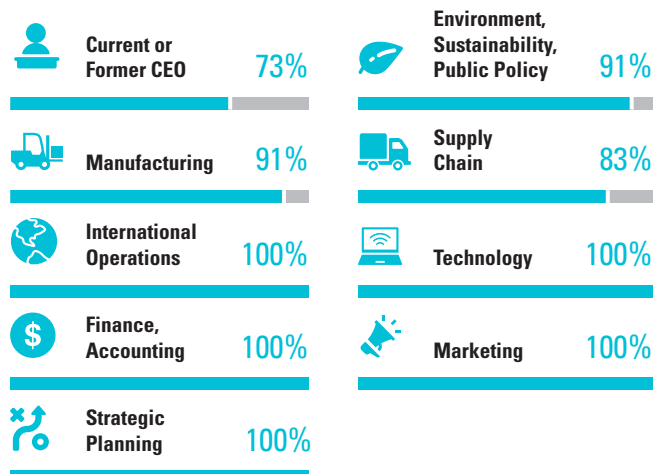 Current or
Former CEO 73%
Manufacturing 91%
International
Operations 100%
$
Finance,
Accounting 100%
Strategic
Planning 100%
Environment,
Sustainability,
Public Policy 91%
Supply
Chain 83%
Technology 100%
Marketing 100%